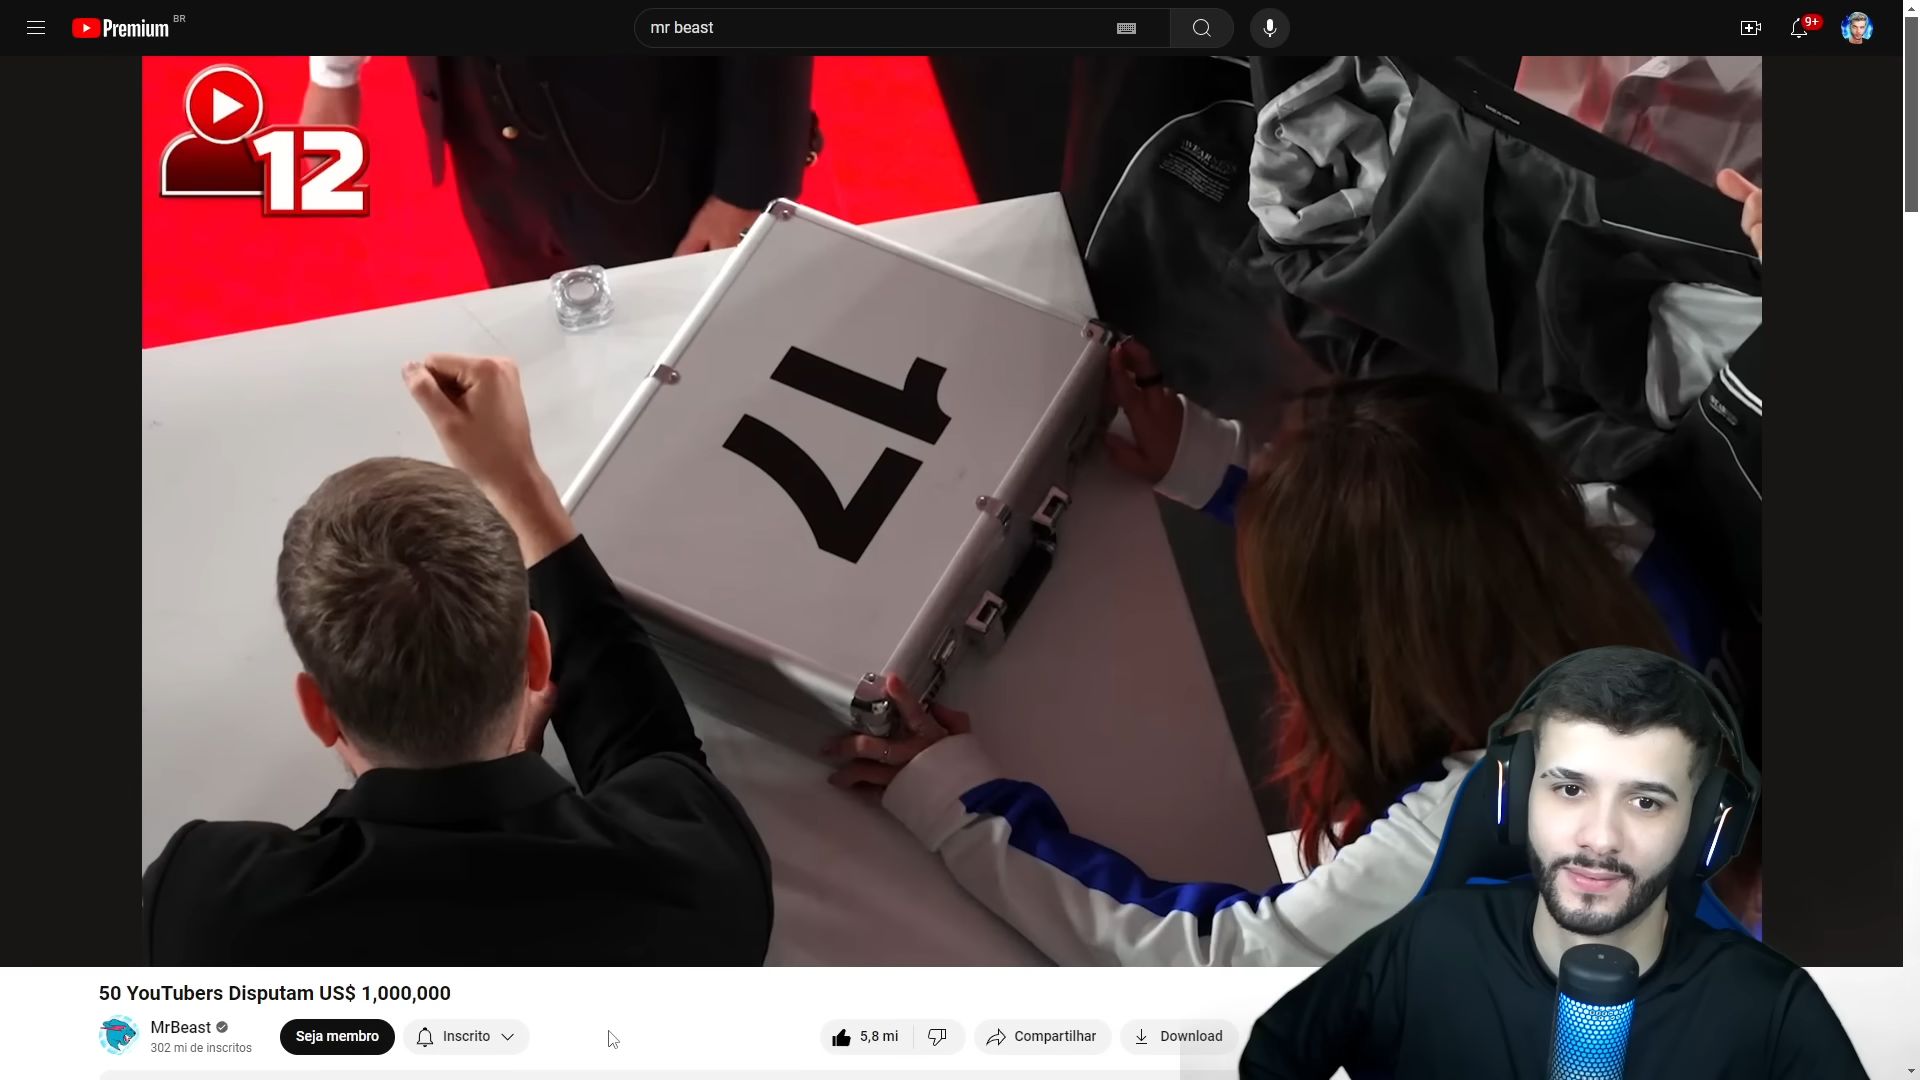 Premium BR
mr beast
9+
12
17
50 YouTubers Disputam US$ 1,000,000
MrBeast
302 mi de inscritos
Seja membro
Inscrito
5,8 mi
Compartilhar
Download